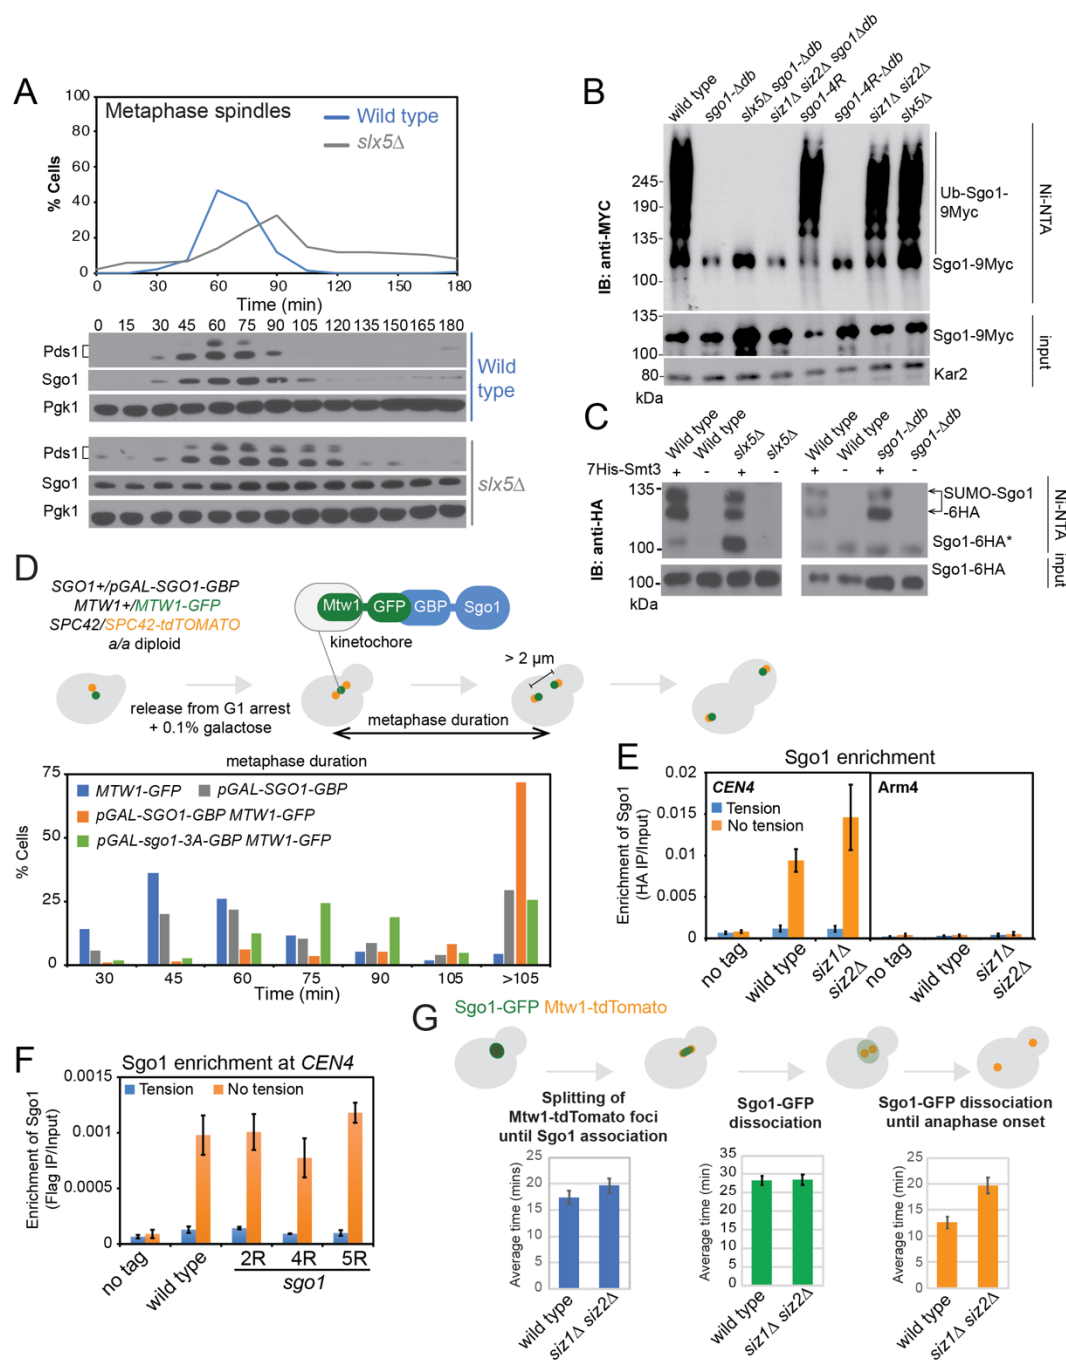 A
Metaphase spindles
Wild type
slx5Δ
% Cells
100
80
60
40
20
0
0 30 60 90 120 150 180
Time (min)
0 15 30 45 60 75 90 105 120 135 150 165 180
Pds1
Sgo1
Pgk1
Wild type
Pds1
Sgo1
Pgk1
slx5Δ
B
wild type
sgo1-Δdb
slx5Δ sgo1-Δdb
siz1Δ siz2Δ sgo1Δdb
sgo1-4R
sgo1-4R-Δdb
siz1Δ siz2Δ
slx5Δ
IB: anti-MYC
245-
190-
135-
100-
Ub-Sgo1-
9Myc
Sgo1-9Myc
Ni-NTA
135-
100-
Sgo1-9Myc
80-
Kar2
input
kDa
C
Wild type
Wild type
slx5Δ
slx5Δ
Wild type
Wild type
sgo1-Δdb
sgo1-Δdb
7His-Smt3 + - + - + - + -
IB: anti-HA
135-
100-
SUMO-Sgo1
-6HA
Sgo1-6HA*
Ni-NTA
100-
Sgo1-6HA
input
kDa
D
SGO1+/pGAL-SGO1-GBP
MTW1+/MTW1-GFP
SPC42/SPC42-tdTOMATO
a/a diploid
Mtw1 GFP GBP Sgo1
kinetochore
> 2 μm
release from G1 arrest
+ 0.1% galactose
metaphase duration
metaphase duration
MTW1-GFP
pGAL-SGO1-GBP
pGAL-SGO1-GBP MTW1-GFP
pGAL-sgo1-3A-GBP MTW1-GFP
% Cells
75
50
25
0
30 45 60 75 90 105 >105
Time (min)
E
Sgo1 enrichment
CEN4
Arm4
Tension
No tension
Enrichment of Sgo1
(HA IP/Input)
0.02
0.015
0.01
0.005
0
no tag
wild type
siz1Δ
siz2Δ
no tag
wild type
siz1Δ
siz2Δ
F
Sgo1 enrichment at CEN4
Tension
No tension
Enrichment of Sgo1
(Flag IP/Input)
0.0015
0.001
0.0005
0
no tag
wild type
2R 4R 5R
sgo1
G
Sgo1-GFP Mtw1-tdTomato
Splitting of
Mtw1-tdTomato foci
until Sgo1 association
Average time (mins)
25
20
15
10
5
0
wild type
siz1Δ siz2Δ
Sgo1-GFP
dissociation
Average time (min)
35
30
25
20
15
10
5
0
wild type
siz1Δ siz2Δ
Sgo1-GFP dissociation
until anaphase onset
Average time (min)
25
20
15
10
5
0
wild type
siz1Δ siz2Δ